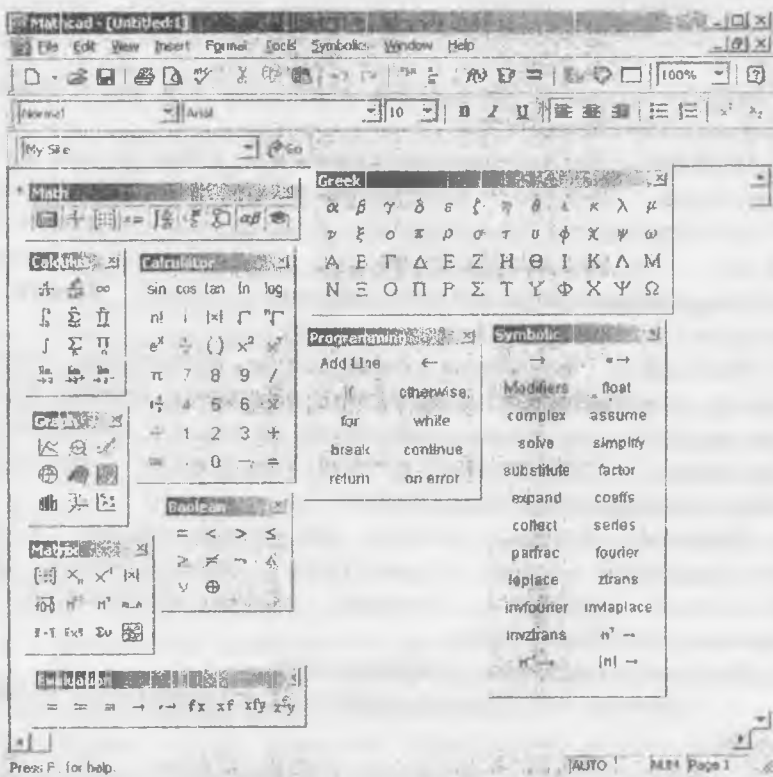 Mathcad - [Untitled:1]
File Edit View Insert Format Tools Symbolics Window Help
100%
Normal Arial 10 B I U
My Site Go
Math
αβ
Greek
α β γ δ ε ζ η θ ι κ λ μ
ν ξ ο π ρ σ τ υ ϕ χ ψ ω
Α Β Γ Δ Ε Ζ Η Θ Ι Κ Λ Μ
Ν Ξ Ο Π Ρ Σ Τ Υ Φ Χ Ψ Ω
Calculus
∞
Calculator
sin cos tan ln log
n! i |×|
( ) ×²
π 7 8 9 /
4 5 6 ×
÷ 1 2 3 +
. 0 =
Graph
Matrix
Boolean
= < > ≤
≥ ≠ ¬
∨ ⊕
Programming
Add Line ←
if otherwise
for while
break continue
return on error
Symbolic
→ ▪→
Modifiers float
complex assume
solve simplify
substitute factor
expand coeffs
collect series
parfrac fourier
laplace ztrans
invfourier invlaplace
invztrans
Evaluation
fx xf xfy
AUTO NUM Page 1